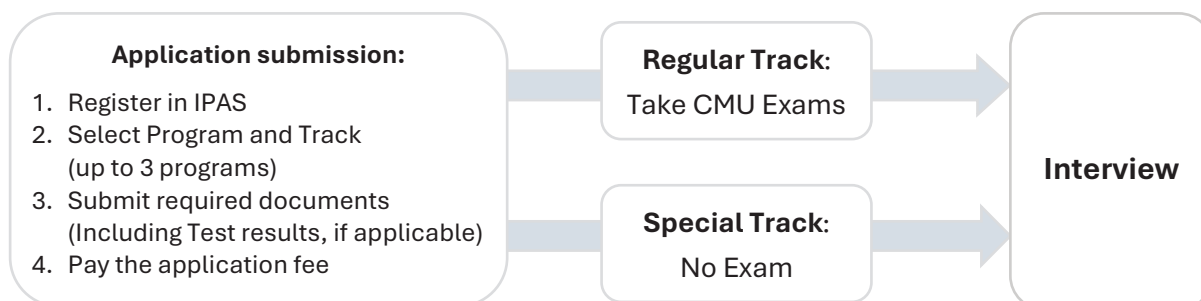 Application submission:
1. Register in IPAS
2. Select Program and Track
(up to 3 programs)
3. Submit required documents
(Including Test results, if applicable)
4. Pay the application fee
Regular Track:
Take CMU Exams
Special Track:
No Exam
Interview